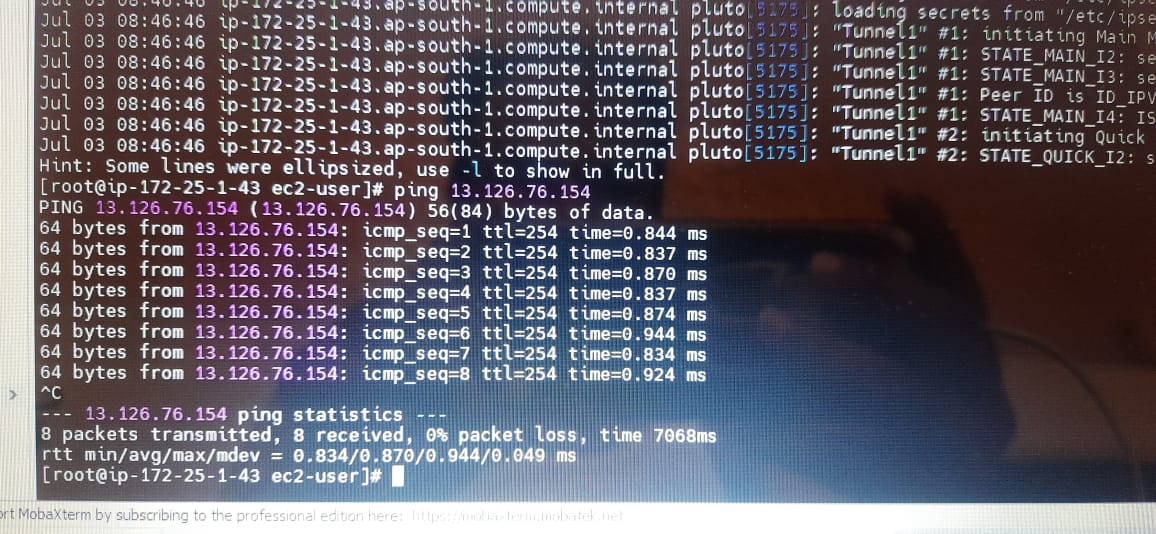 ip-172-25-1-43.ap-south-1.compute.internal pluto[5175]: loading secrets from "/etc/ipse
Jul 03 08:46:46 ip-172-25-1-43.ap-south-1.compute.internal pluto[5175]: "Tunnel1" #1: initiating Main M
Jul 03 08:46:46 ip-172-25-1-43.ap-south-1.compute.internal pluto[5175]: "Tunnel1" #1: STATE_MAIN_I2: se
Jul 03 08:46:46 ip-172-25-1-43.ap-south-1.compute.internal pluto[5175]: "Tunnel1" #1: STATE_MAIN_I3: se
Jul 03 08:46:46 ip-172-25-1-43.ap-south-1.compute.internal pluto[5175]: "Tunnel1" #1: Peer ID is ID_IPV
Jul 03 08:46:46 ip-172-25-1-43.ap-south-1.compute.internal pluto[5175]: "Tunnel1" #1: STATE_MAIN_I4: IS
Jul 03 08:46:46 ip-172-25-1-43.ap-south-1.compute.internal pluto[5175]: "Tunnel1" #2: initiating Quick
Jul 03 08:46:46 ip-172-25-1-43.ap-south-1.compute.internal pluto[5175]: "Tunnel1" #2: STATE_QUICK_I2: s
Hint: Some lines were ellipsized, use -l to show in full.
[root@ip-172-25-1-43 ec2-user]# ping 13.126.76.154
PING 13.126.76.154 (13.126.76.154) 56(84) bytes of data.
64 bytes from 13.126.76.154: icmp_seq=1 ttl=254 time=0.844 ms
64 bytes from 13.126.76.154: icmp_seq=2 ttl=254 time=0.837 ms
64 bytes from 13.126.76.154: icmp_seq=3 ttl=254 time=0.870 ms
64 bytes from 13.126.76.154: icmp_seq=4 ttl=254 time=0.837 ms
64 bytes from 13.126.76.154: icmp_seq=5 ttl=254 time=0.874 ms
64 bytes from 13.126.76.154: icmp_seq=6 ttl=254 time=0.944 ms
64 bytes from 13.126.76.154: icmp_seq=7 ttl=254 time=0.834 ms
64 bytes from 13.126.76.154: icmp_seq=8 ttl=254 time=0.924 ms
^C
--- 13.126.76.154 ping statistics ---
8 packets transmitted, 8 received, 0% packet loss, time 7068ms
rtt min/avg/max/mdev = 0.834/0.870/0.944/0.049 ms
[root@ip-172-25-1-43 ec2-user]#
ort MobaXterm by subscribing to the professional edition here: https://mobaxterm.mobatek.net